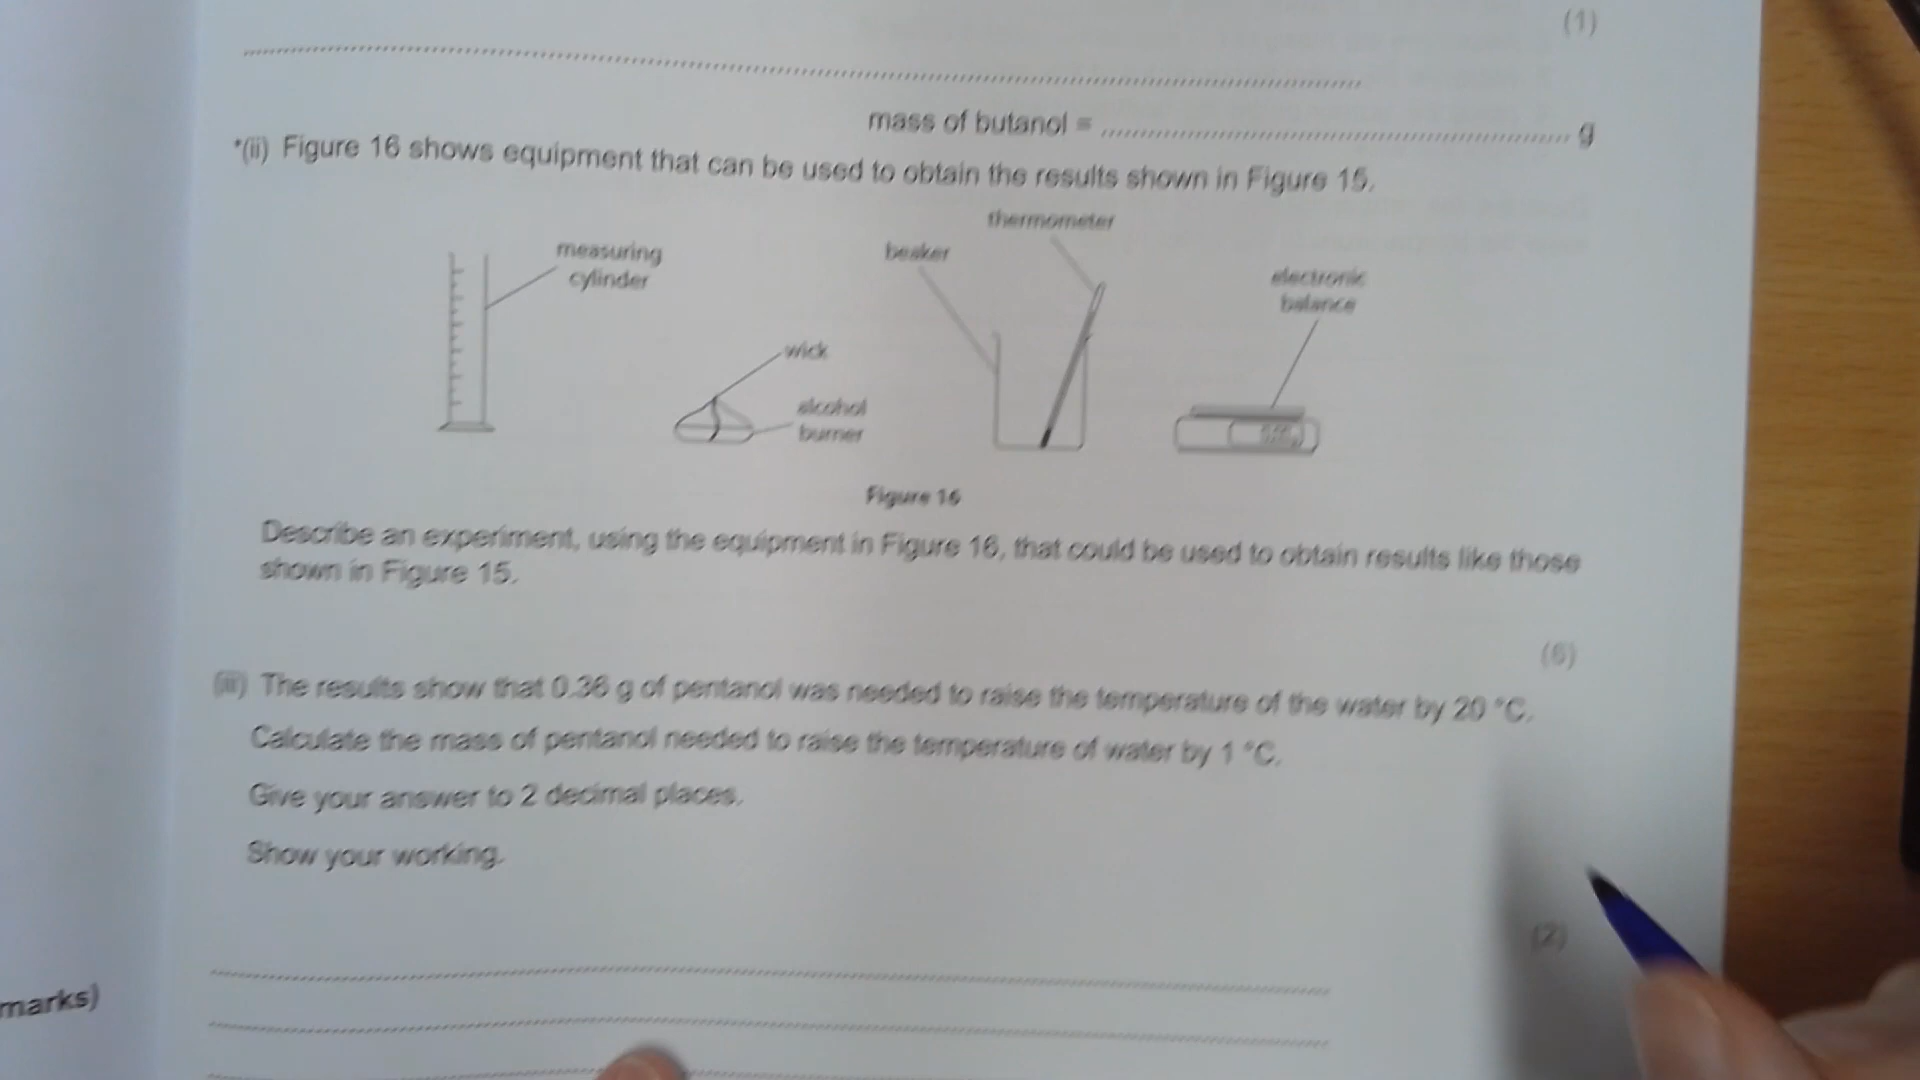 (1)
mass of butanol = g
*(ii) Figure 16 shows equipment that can be used to obtain the results shown in Figure 15.
thermometer
measuring
cylinder
beaker
electronic
balance
wick
alcohol
burner
Figure 16
Describe an experiment, using the equipment in Figure 16, that could be used to obtain results like those
shown in Figure 15.
(6)
(iii) The results show that 0.36 g of pentanol was needed to raise the temperature of the water by 20 °C.
Calculate the mass of pentanol needed to raise the temperature of water by 1 °C.
Give your answer to 2 decimal places.
Show your working.
(2)
marks)